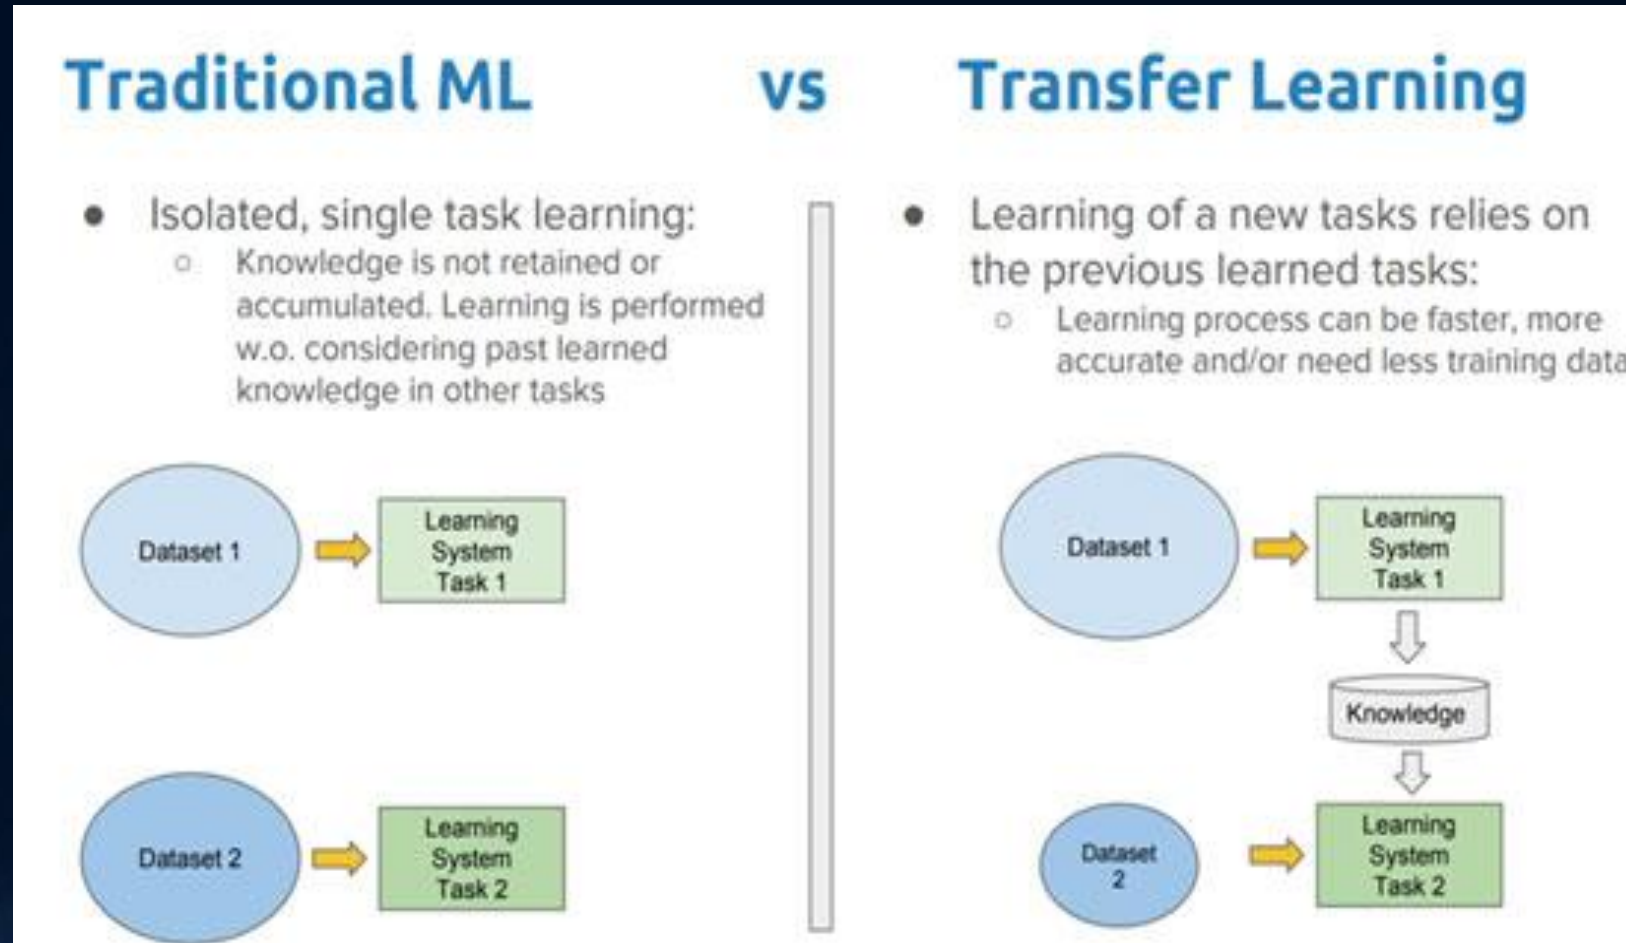 Traditional ML vs Transfer Learning
● Isolated, single task learning:
○ Knowledge is not retained or
accumulated. Learning is performed
w.o. considering past learned
knowledge in other tasks
● Learning of a new tasks relies on
the previous learned tasks:
○ Learning process can be faster, more
accurate and/or need less training data
Dataset 1
Learning
System
Task 1
Dataset 2
Learning
System
Task 2
Dataset 1
Learning
System
Task 1
Knowledge
Dataset
2
Learning
System
Task 2